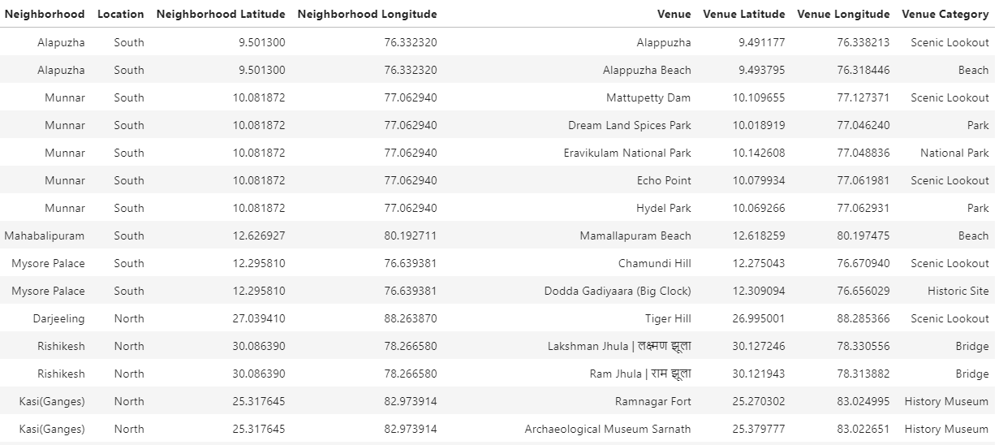 Neighborhood Location Neighborhood Latitude Neighborhood Longitude Venue Venue Latitude Venue Longitude Venue Category
Alapuzha South 9.501300 76.332320 Alappuzha 9.491177 76.338213 Scenic Lookout
Alapuzha South 9.501300 76.332320 Alappuzha Beach 9.493795 76.318446 Beach
Munnar South 10.081872 77.062940 Mattupetty Dam 10.109655 77.127371 Scenic Lookout
Munnar South 10.081872 77.062940 Dream Land Spices Park 10.018919 77.046240 Park
Munnar South 10.081872 77.062940 Eravikulam National Park 10.142608 77.048836 National Park
Munnar South 10.081872 77.062940 Echo Point 10.079934 77.061981 Scenic Lookout
Munnar South 10.081872 77.062940 Hydel Park 10.069266 77.062931 Park
Mahabalipuram South 12.626927 80.192711 Mamallapuram Beach 12.618259 80.197475 Beach
Mysore Palace South 12.295810 76.639381 Chamundi Hill 12.275043 76.670940 Scenic Lookout
Mysore Palace South 12.295810 76.639381 Dodda Gadiyaara (Big Clock) 12.309094 76.656029 Historic Site
Darjeeling North 27.039410 88.263870 Tiger Hill 26.995001 88.285366 Scenic Lookout
Rishikesh North 30.086390 78.266580 Lakshman Jhula | लक्ष्मण झूला 30.127246 78.330556 Bridge
Rishikesh North 30.086390 78.266580 Ram Jhula | राम झूला 30.121943 78.313882 Bridge
Kasi(Ganges) North 25.317645 82.973914 Ramnagar Fort 25.270302 83.024995 History Museum
Kasi(Ganges) North 25.317645 82.973914 Archaeological Museum Sarnath 25.379777 83.022651 History Museum